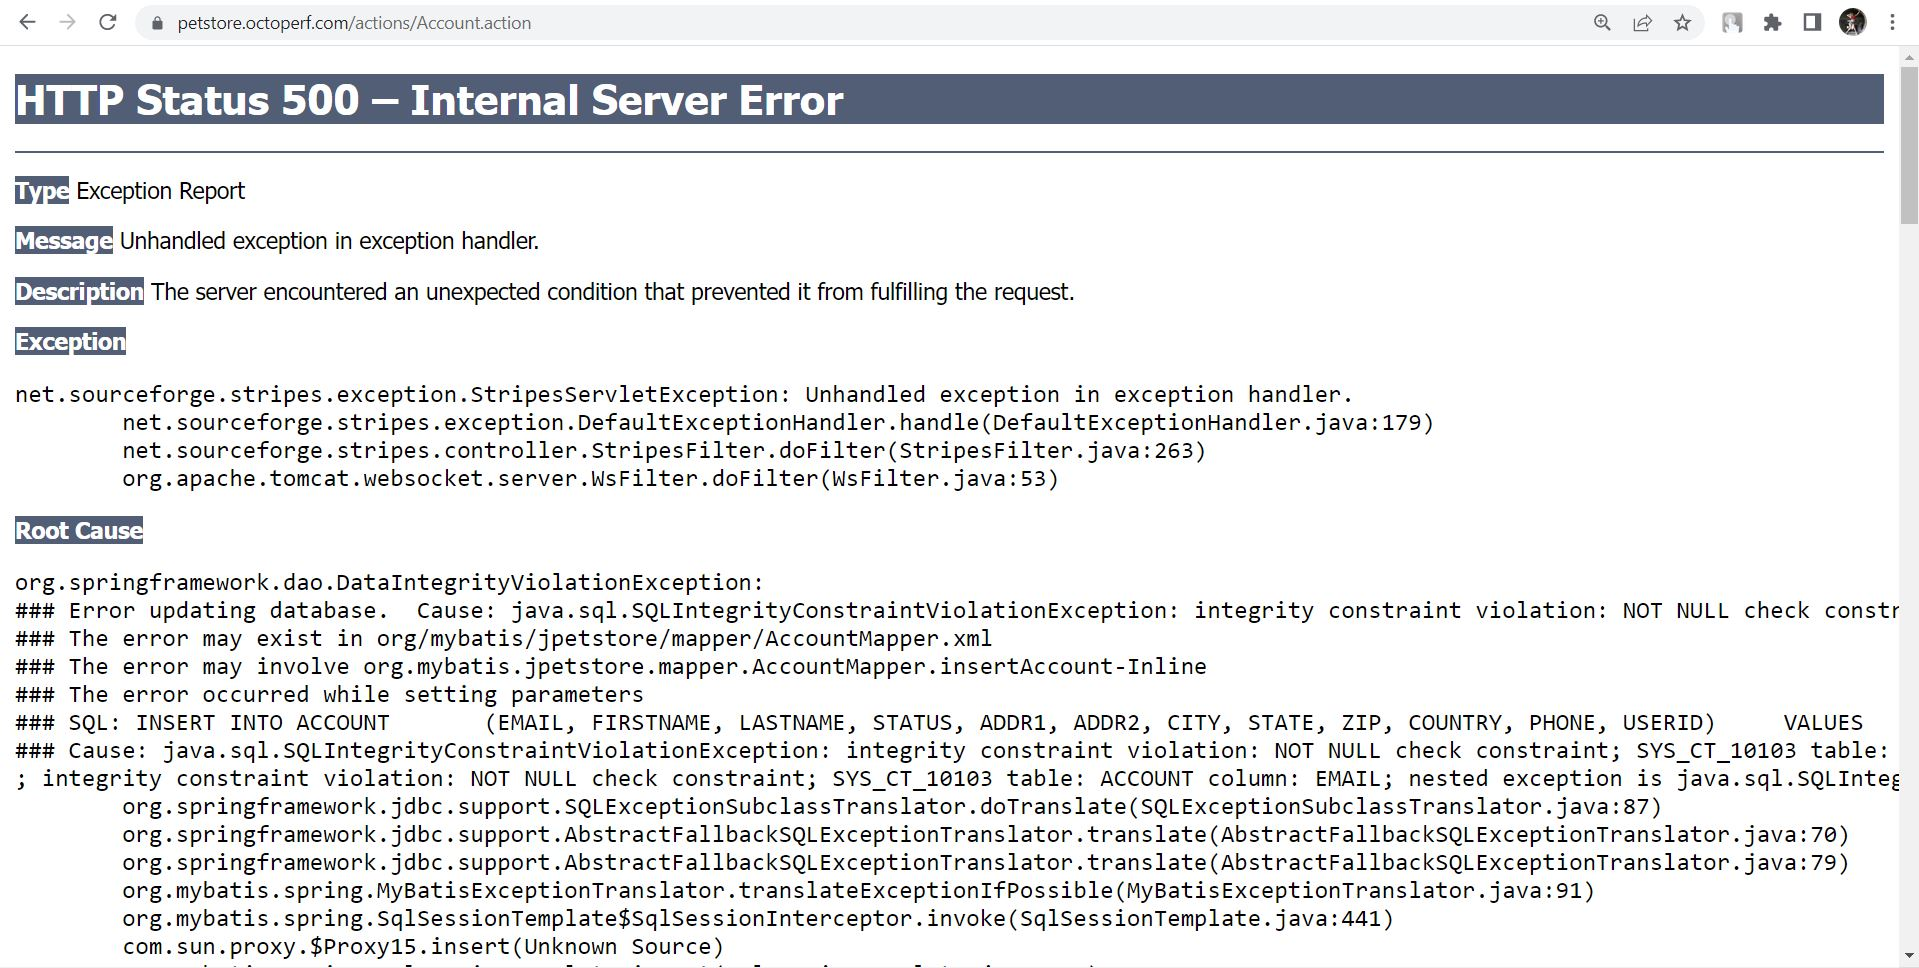 petstore.octoperf.com/actions/Account.action
HTTP Status 500 – Internal Server Error
Type Exception Report
Message Unhandled exception in exception handler.
Description The server encountered an unexpected condition that prevented it from fulfilling the request.
Exception
net.sourceforge.stripes.exception.StripesServletException: Unhandled exception in exception handler.
net.sourceforge.stripes.exception.DefaultExceptionHandler.handle(DefaultExceptionHandler.java:179)
net.sourceforge.stripes.controller.StripesFilter.doFilter(StripesFilter.java:263)
org.apache.tomcat.websocket.server.WsFilter.doFilter(WsFilter.java:53)
Root Cause
org.springframework.dao.DataIntegrityViolationException:
### Error updating database.  Cause: java.sql.SQLIntegrityConstraintViolationException: integrity constraint violation: NOT NULL check constr
### The error may exist in org/mybatis/jpetstore/mapper/AccountMapper.xml
### The error may involve org.mybatis.jpetstore.mapper.AccountMapper.insertAccount-Inline
### The error occurred while setting parameters
### SQL: INSERT INTO ACCOUNT       (EMAIL, FIRSTNAME, LASTNAME, STATUS, ADDR1, ADDR2, CITY, STATE, ZIP, COUNTRY, PHONE, USERID)     VALUES
### Cause: java.sql.SQLIntegrityConstraintViolationException: integrity constraint violation: NOT NULL check constraint; SYS_CT_10103 table:
; integrity constraint violation: NOT NULL check constraint; SYS_CT_10103 table: ACCOUNT column: EMAIL; nested exception is java.sql.SQLInteg
org.springframework.jdbc.support.SQLExceptionSubclassTranslator.doTranslate(SQLExceptionSubclassTranslator.java:87)
org.springframework.jdbc.support.AbstractFallbackSQLExceptionTranslator.translate(AbstractFallbackSQLExceptionTranslator.java:70)
org.springframework.jdbc.support.AbstractFallbackSQLExceptionTranslator.translate(AbstractFallbackSQLExceptionTranslator.java:79)
org.mybatis.spring.MyBatisExceptionTranslator.translateExceptionIfPossible(MyBatisExceptionTranslator.java:91)
org.mybatis.spring.SqlSessionTemplate$SqlSessionInterceptor.invoke(SqlSessionTemplate.java:441)
com.sun.proxy.$Proxy15.insert(Unknown Source)